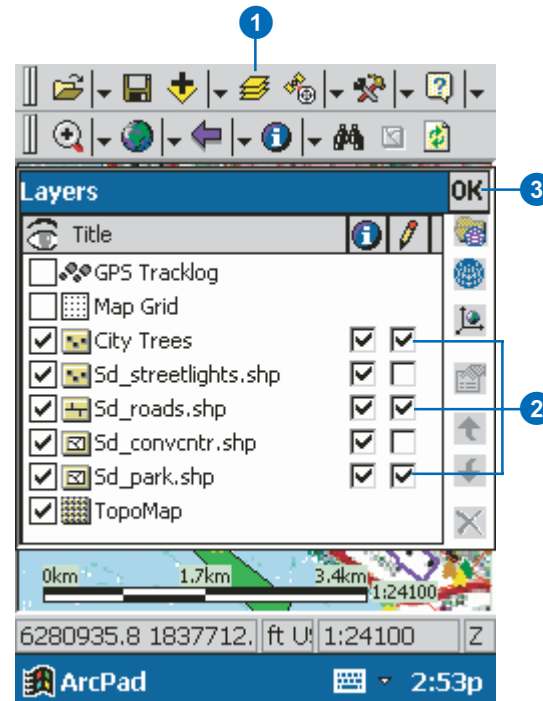 1
Layers
OK
3
Title
GPS Tracklog
Map Grid
City Trees
Sd_streetlights.shp
Sd_roads.shp
2
Sd_convcntr.shp
Sd_park.shp
TopoMap
0km 1.7km 3.4km
1:24100
6280935.8 1837712. ft U 1:24100 Z
ArcPad 2:53p